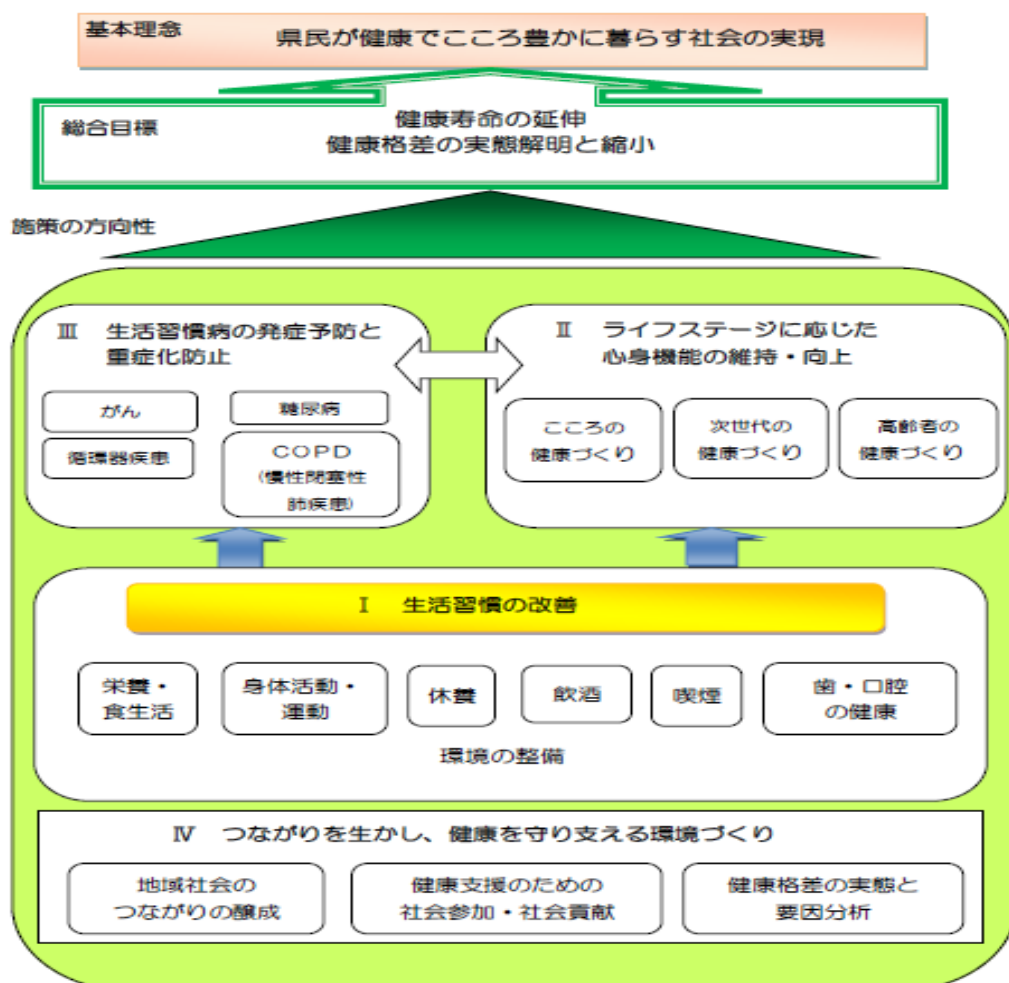 基本理念 県民が健康でこころ豊かに暮らす社会の実現
総合目標
健康寿命の延伸
健康格差の実態解明と縮小
施策の方向性
Ⅲ 生活習慣病の発症予防と
重症化防止
がん
糖尿病
循環器疾患
COPD
(慢性閉塞性
肺疾患)
Ⅱ ライフステージに応じた
心身機能の維持・向上
こころの
健康づくり
次世代の
健康づくり
高齢者の
健康づくり
Ⅰ 生活習慣の改善
栄養・
食生活
身体活動・
運動
休養
飲酒
喫煙
歯・口腔
の健康
環境の整備
Ⅳ つながりを生かし、健康を守り支える環境づくり
地域社会の
つながりの醸成
健康支援のための
社会参加・社会貢献
健康格差の実態と
要因分析